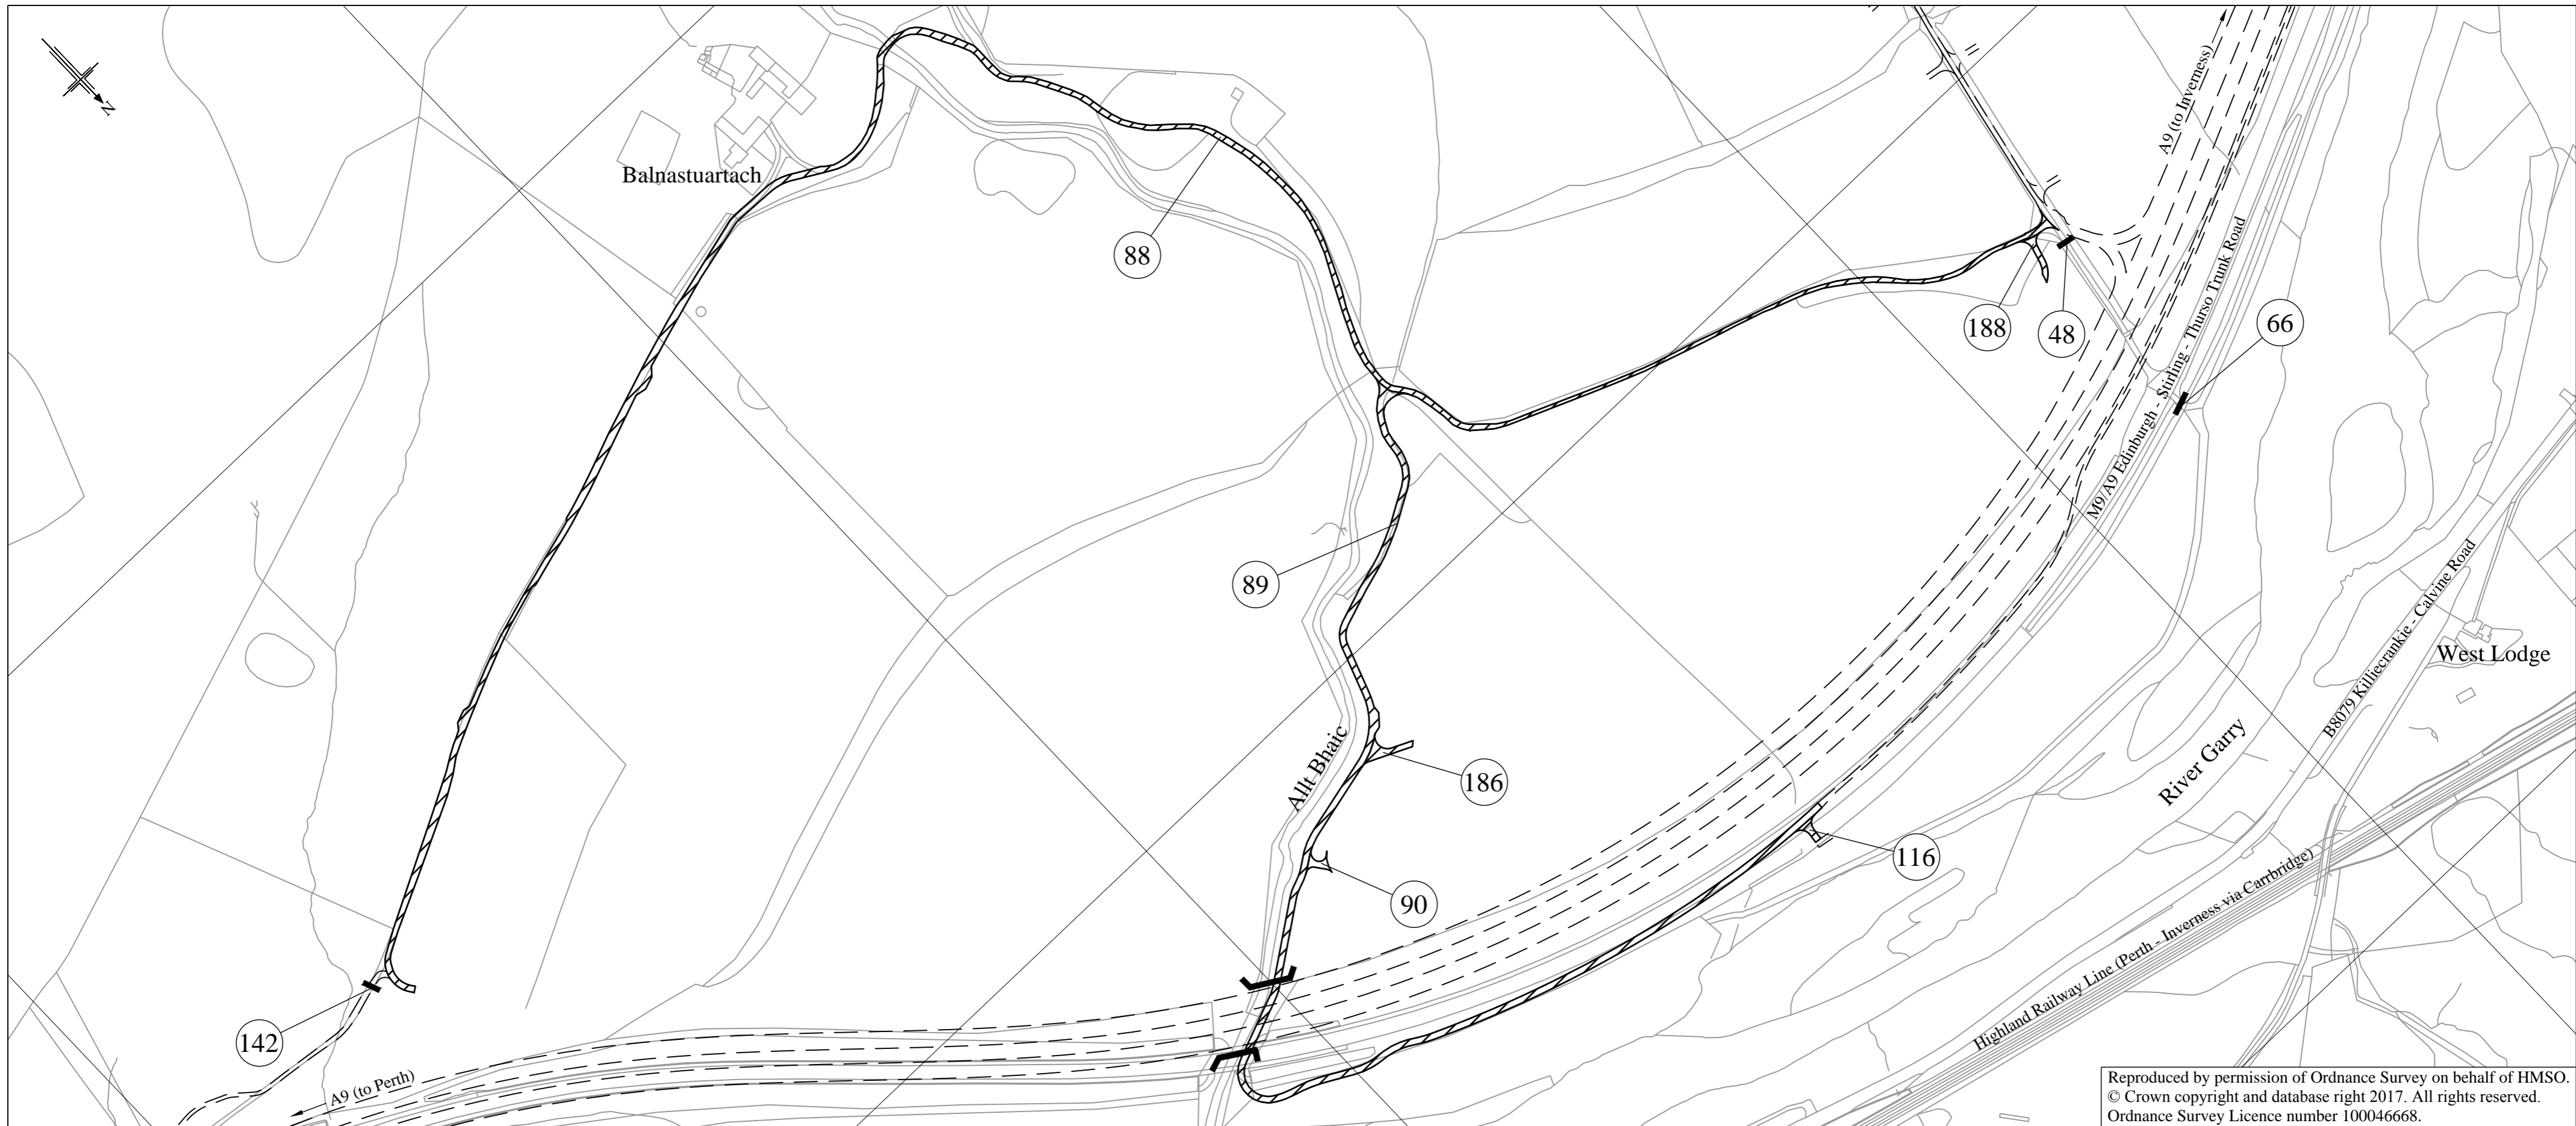 N
Balnastuartach
A9 (to Inverness)
88
188
48
66
M9/A9 Edinburgh - Stirling - Thurso Trunk Road
89
West Lodge
B8079 Killiecrankie - Calvine Road
River Garry
Allt Bhaic
186
116
90
Highland Railway Line (Perth - Inverness via Carrbridge)
142
A9 (to Perth)
Reproduced by permission of Ordnance Survey on behalf of HMSO.
© Crown copyright and database right 2017. All rights reserved.
Ordnance Survey Licence number 100046668.